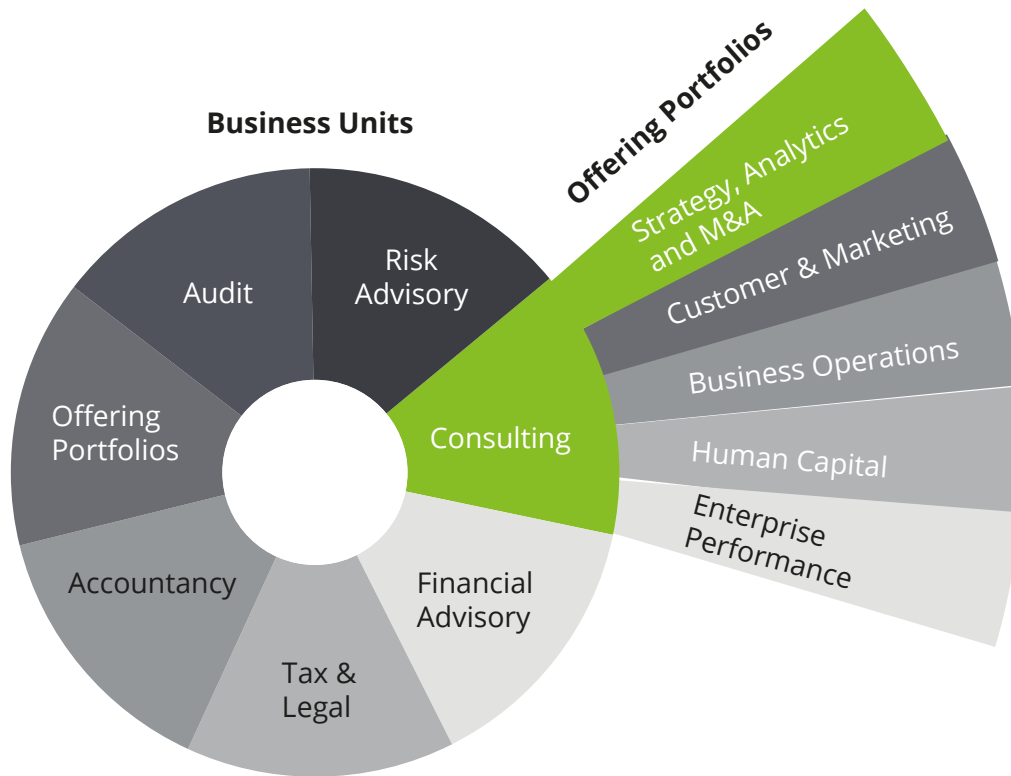 Business Units
Offering Portfolios
Risk
Advisory
Audit
Offering
Portfolios
Accountancy
Tax &
Legal
Financial
Advisory
Consulting
Strategy, Analytics
and M&A
Customer & Marketing
Business Operations
Human Capital
Enterprise
Performance